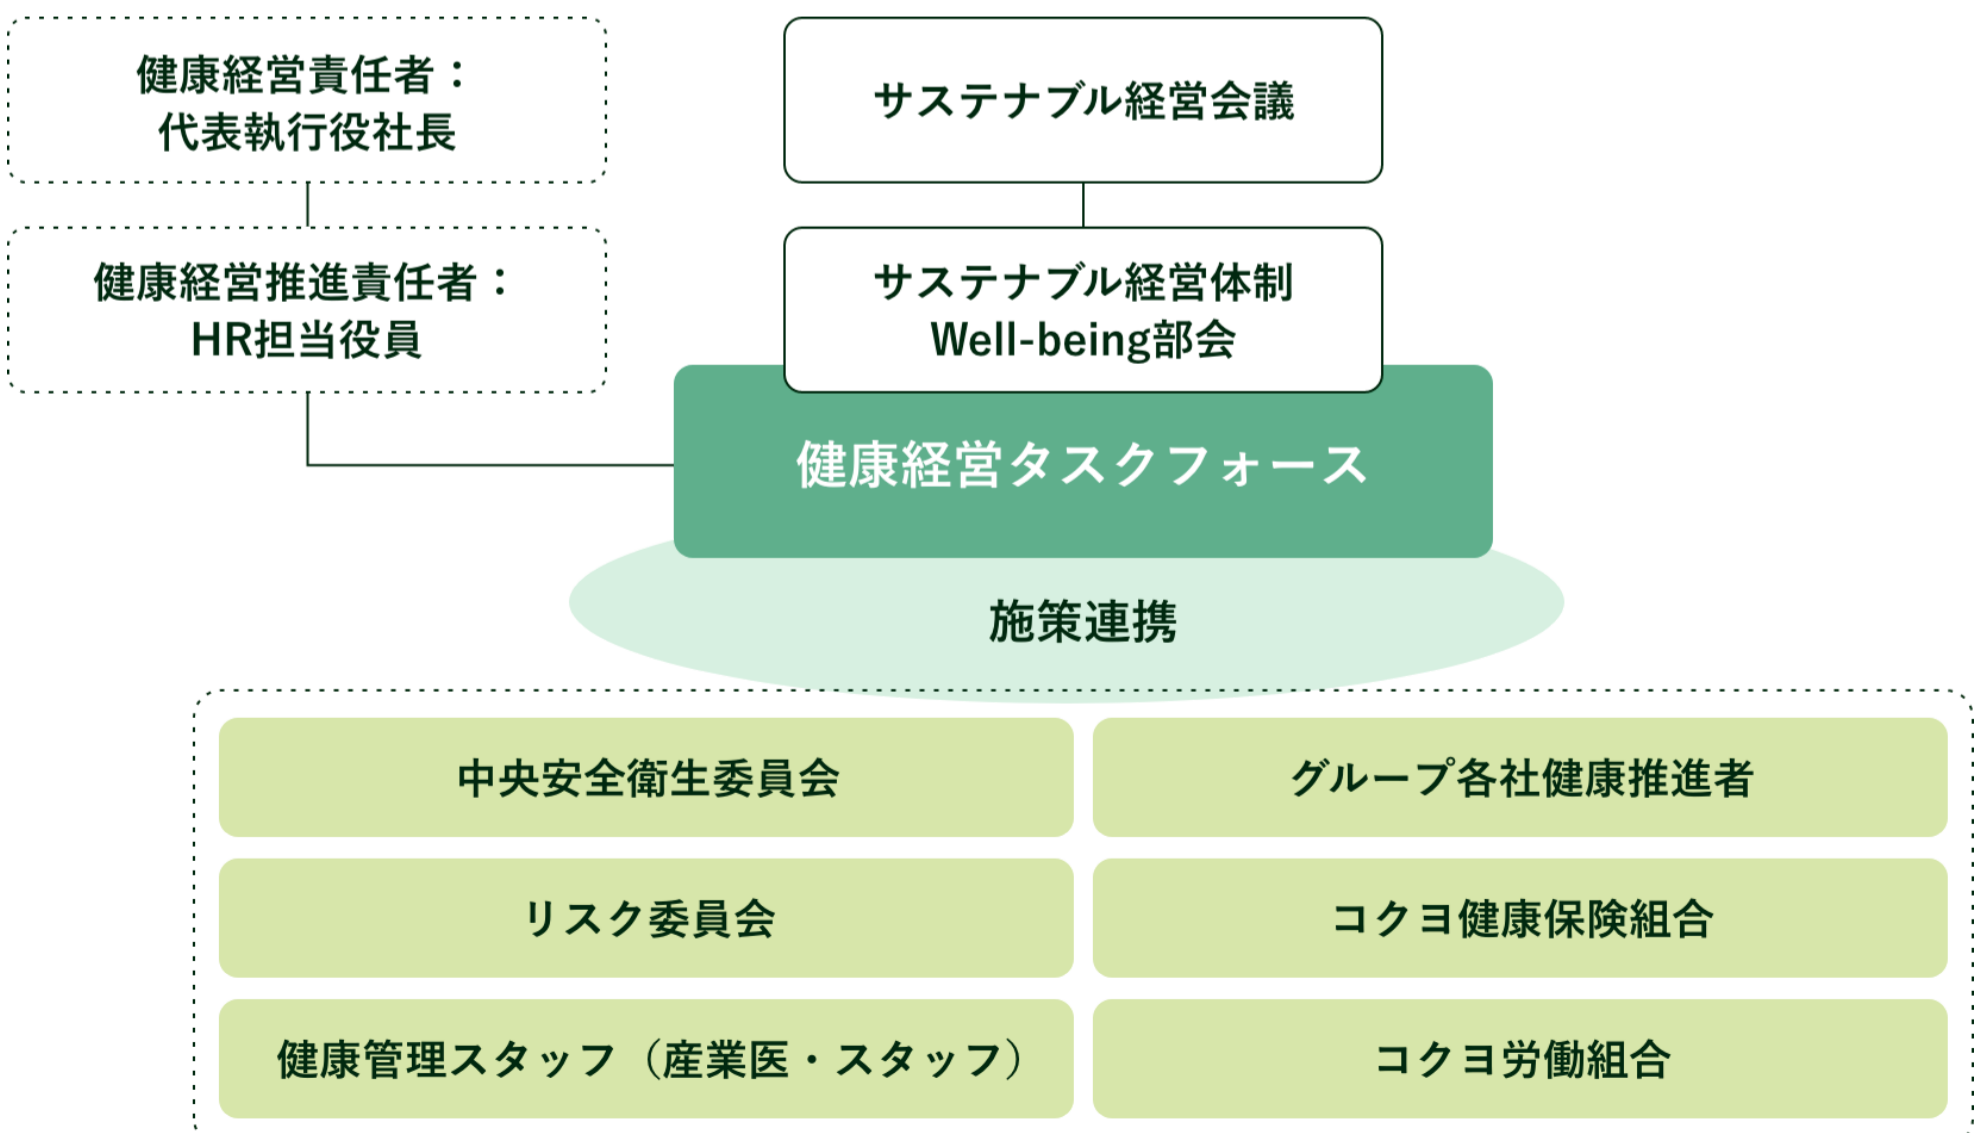 健康経営責任者：
代表執行役社長
サステナブル経営会議
健康経営推進責任者：
HR担当役員
サステナブル経営体制
Well-being部会
健康経営タスクフォース
施策連携
中央安全衛生委員会
グループ各社健康推進者
リスク委員会
コクヨ健康保険組合
健康管理スタッフ（産業医・スタッフ）
コクヨ労働組合